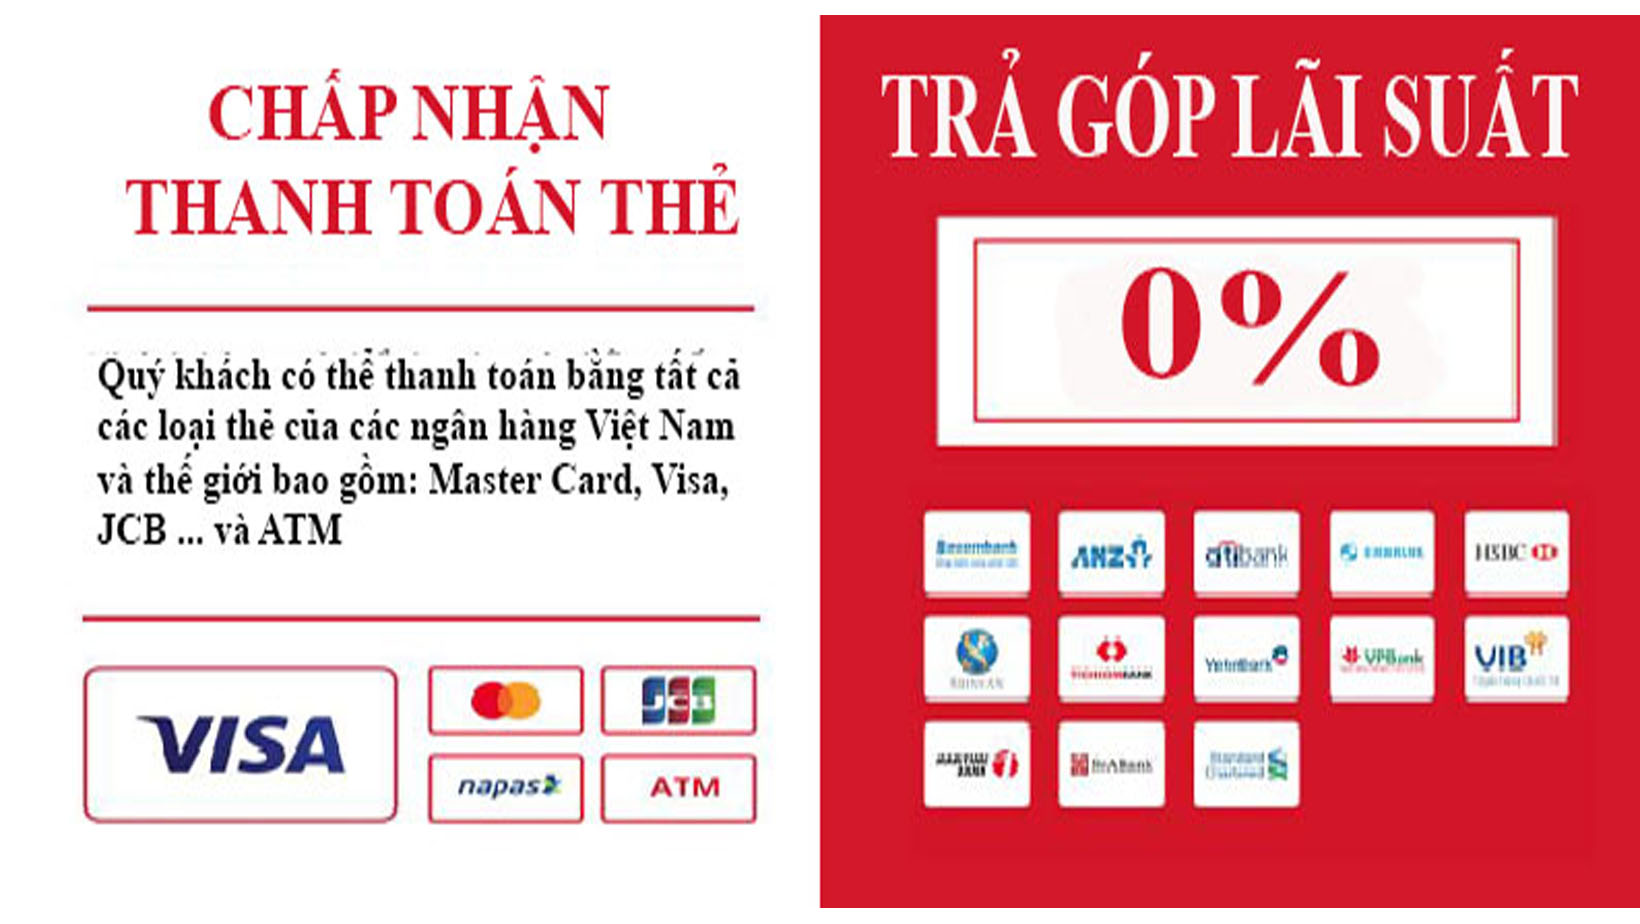 CHẤP NHẬN
THANH TOÁN THẺ
Quý khách có thể thanh toán bằng tất cả
các loại thẻ của các ngân hàng Việt Nam
và thế giới bao gồm: Master Card, Visa,
JCB ... và ATM
VISA
JCB
napas
ATM
TRẢ GÓP LÃI SUẤT
0%
ANZ
citibank
HSBC
TECHCOMBANK
VietinBank
VPBank
VIB
SeABank
Standard
Chartered